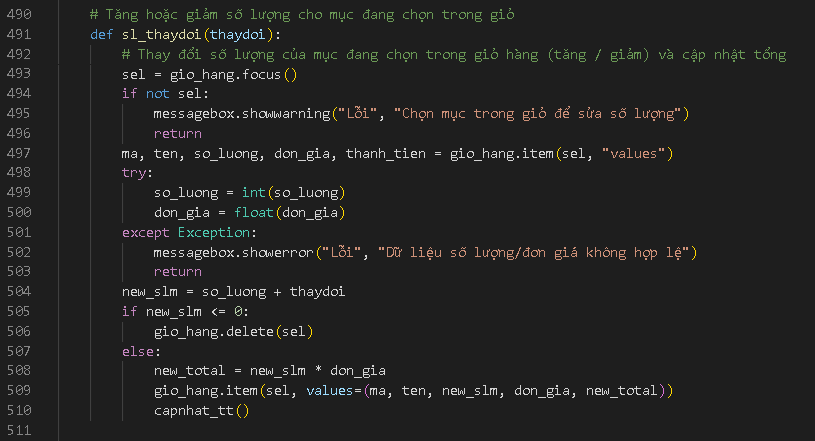 490 # Tăng hoặc giảm số lượng cho mục đang chọn trong giỏ
491 def sl_thaydoi(thaydoi):
492 # Thay đổi số lượng của mục đang chọn trong giỏ hàng (tăng / giảm) và cập nhật tổng
493 sel = gio_hang.focus()
494 if not sel:
495 messagebox.showwarning("Lỗi", "Chọn mục trong giỏ để sửa số lượng")
496 return
497 ma, ten, so_luong, don_gia, thanh_tien = gio_hang.item(sel, "values")
498 try:
499 so_luong = int(so_luong)
500 don_gia = float(don_gia)
501 except Exception:
502 messagebox.showerror("Lỗi", "Dữ liệu số lượng/đơn giá không hợp lệ")
503 return
504 new_slm = so_luong + thaydoi
505 if new_slm <= 0:
506 gio_hang.delete(sel)
507 else:
508 new_total = new_slm * don_gia
509 gio_hang.item(sel, values=(ma, ten, new_slm, don_gia, new_total))
510 capnhat_tt()
511